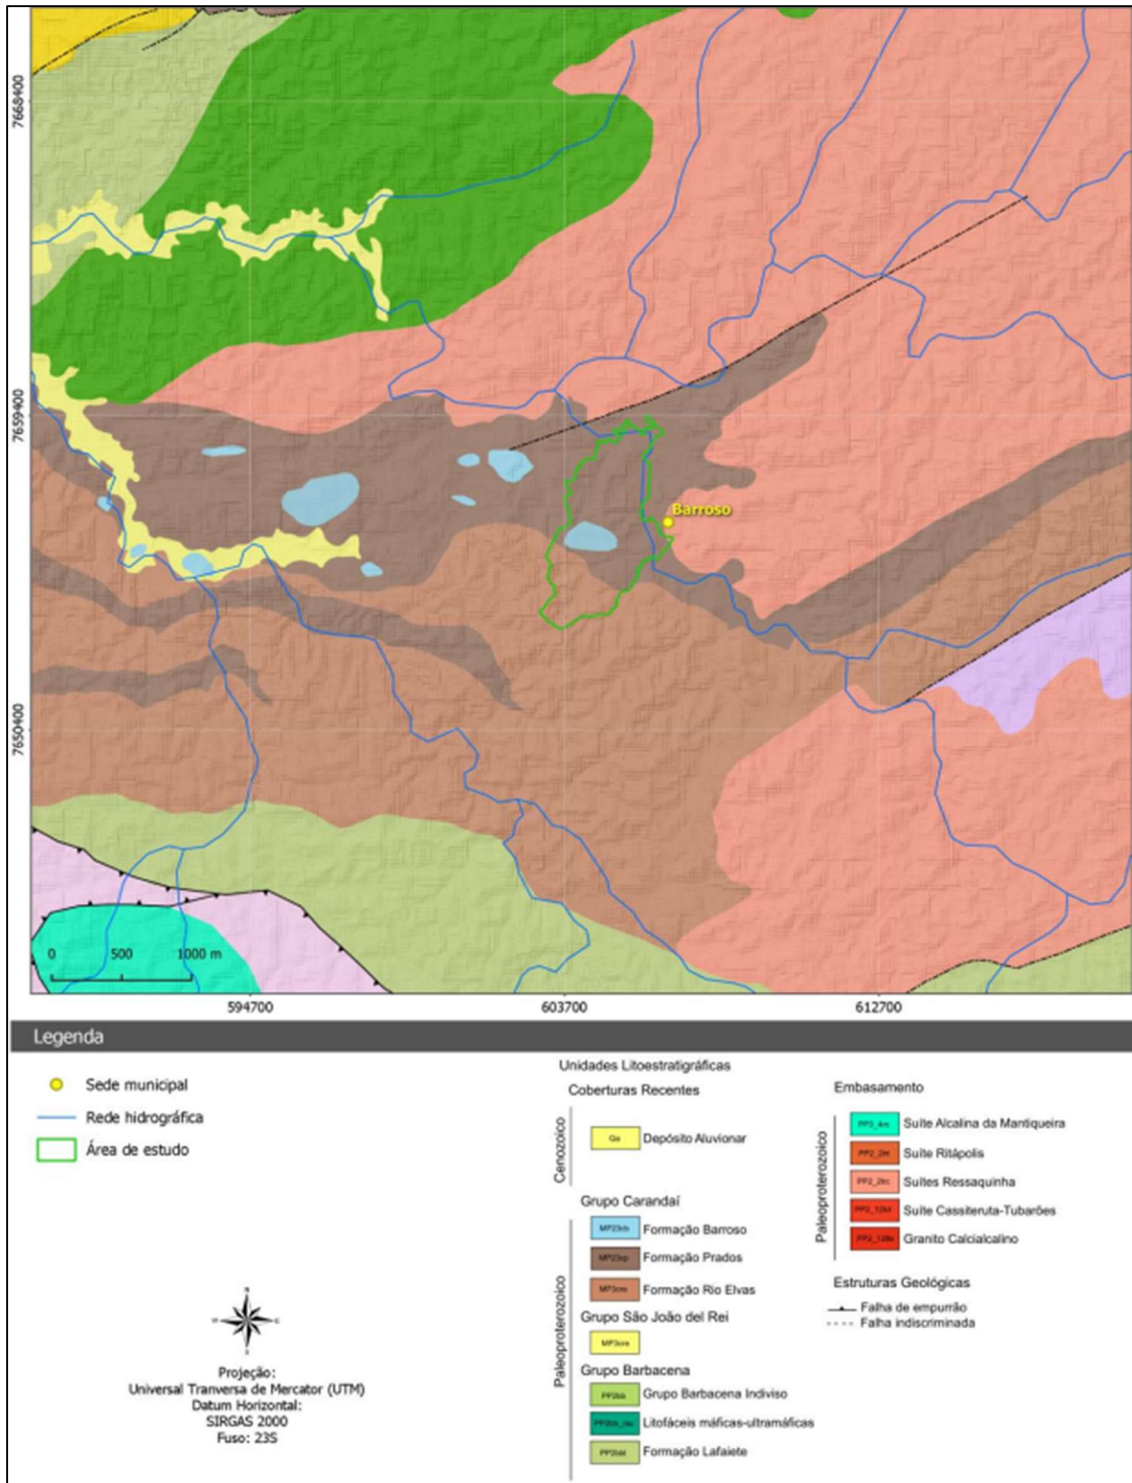 7668400
7659400
7650400
Barroso
0 500 1000 m
594700 603700 612700
Legenda
Sede municipal
Rede hidrográfica
Área de estudo
N
Projeção:
Universal Tranversa de Mercator (UTM)
Datum Horizontal:
SIRGAS 2000
Fuso: 23S
Unidades Litoestratigráficas
Coberturas Recentes
Cenozoico
Depósito Aluvionar
Paleoproterozoico
Grupo Carandaí
Formação Barroso
Formação Prados
Formação Rio Elvas
Grupo São João del Rei
Grupo Barbacena
Grupo Barbacena Indiviso
Litofáceis máficas-ultramáficas
Formação Lafaiete
Embasamento
Paleoproterozoico
Suíte Alcalina da Mantiqueira
Suíte Ritápolis
Suítes Ressaquinha
Suíte Cassiteruta-Tubarões
Granito Calcialcalino
Estruturas Geológicas
Falha de empurrão
Falha indiscriminada